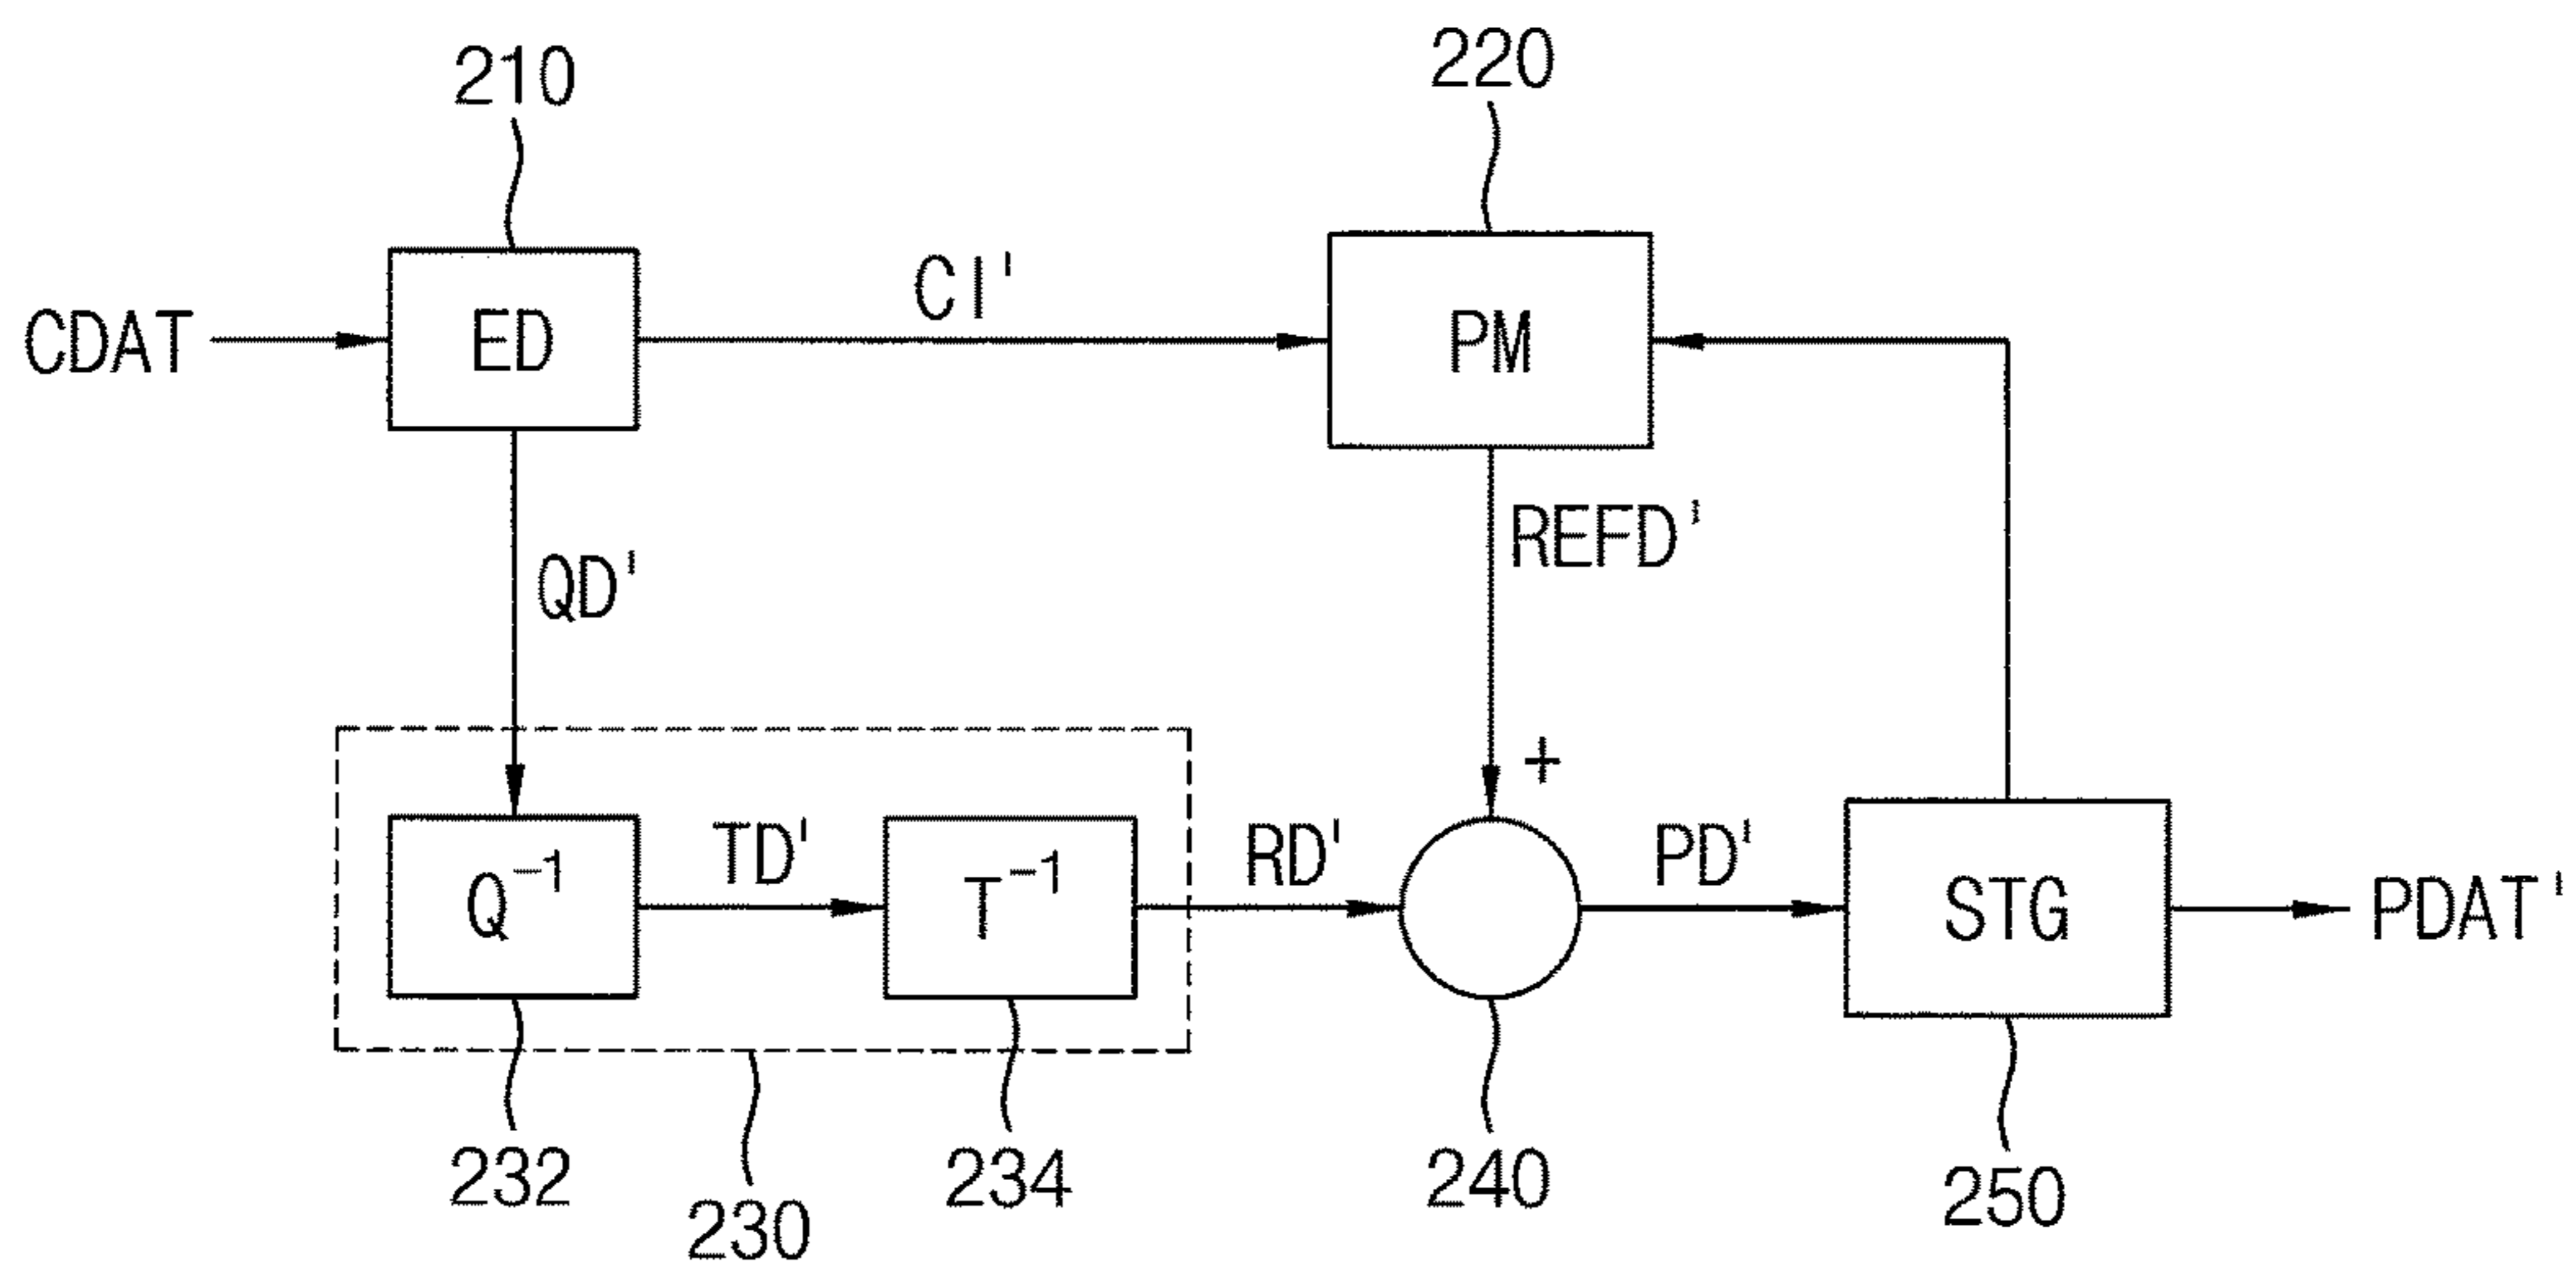 210
220
CDAT
ED
CI'
PM
QD'
REFD'
+
Q⁻¹
TD'
T⁻¹
RD'
PD'
STG
PDAT'
232
230
234
240
250